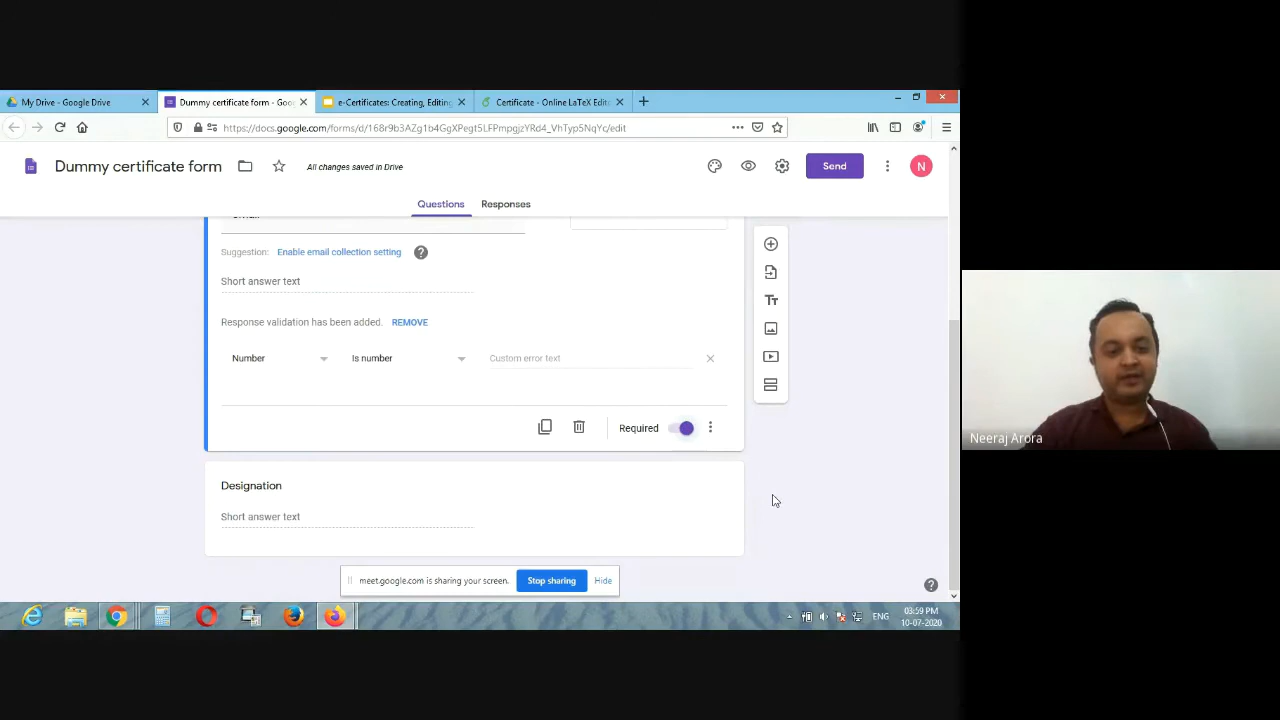 My Drive - Google Drive
Dummy certificate form - Goo
e-Certificates: Creating, Editing
Certificate - Online LaTeX Edito
https://docs.google.com/forms/d/168r9b3AZg1b4GgXPegt5LFPmpgjzYRd4_VhTyp5NqYc/edit
Dummy certificate form
All changes saved in Drive
Send
N
Questions
Responses
Suggestion:
Enable email collection setting
Short answer text
Response validation has been added.
REMOVE
Number
Is number
Custom error text
Required
Designation
Short answer text
meet.google.com is sharing your screen.
Stop sharing
Hide
ENG
03:59 PM
10-07-2020
Neeraj Arora